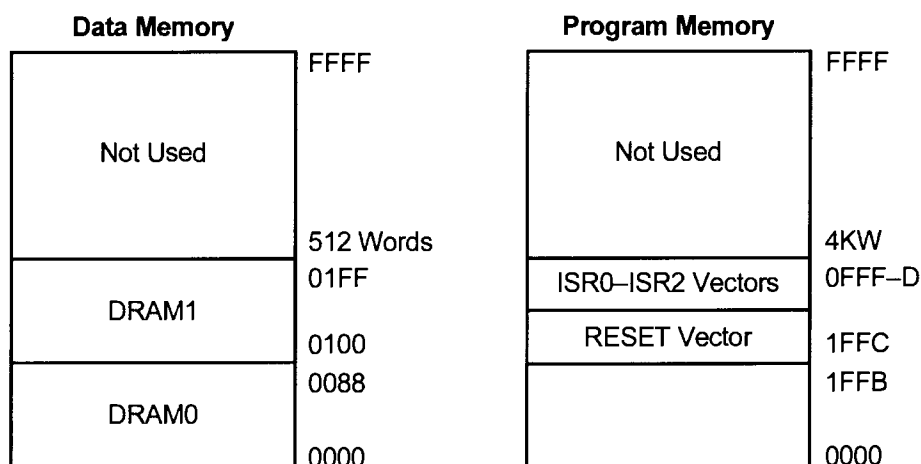 Data Memory
FFFF
Not Used
512 Words
01FF
DRAM1
0100
0088
DRAM0
0000
Program Memory
FFFF
Not Used
4KW
ISR0–ISR2 Vectors
0FFF–D
RESET Vector
1FFC
1FFB
0000